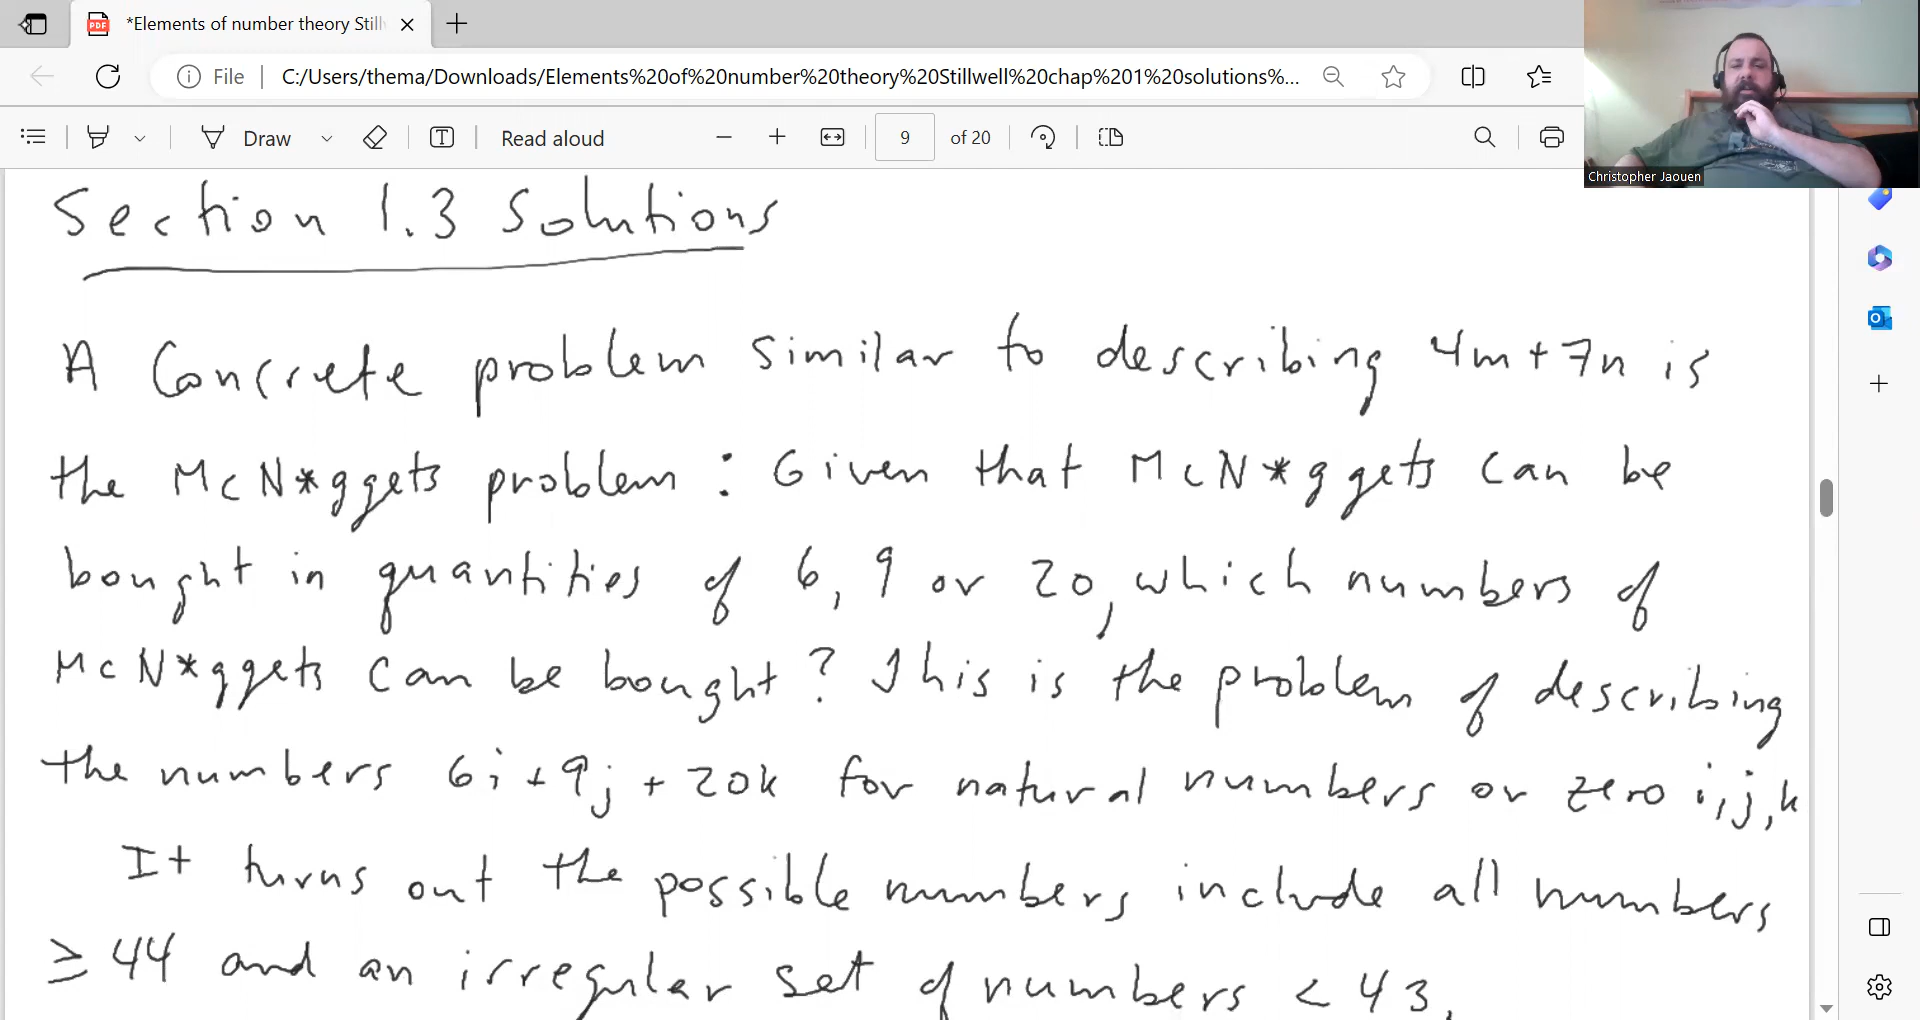 *Elements of number theory Still
File
C:/Users/thema/Downloads/Elements%20of%20number%20theory%20Stillwell%20chap%201%20solutions%...
Draw
Read aloud
9 of 20
Christopher Jaouen
Section 1.3 Solutions
A Concrete problem similar to describing 4m+7n is
the McN*ggets problem: Given that McN*ggets can be
bought in quantities of 6, 9 or 20, which numbers of
McN*ggets can be bought? This is the problem of describing
the numbers 6i+9j+20k for natural numbers or zero i,j,k
It turns out the possible numbers include all numbers
≥44 and an irregular set of numbers < 43.